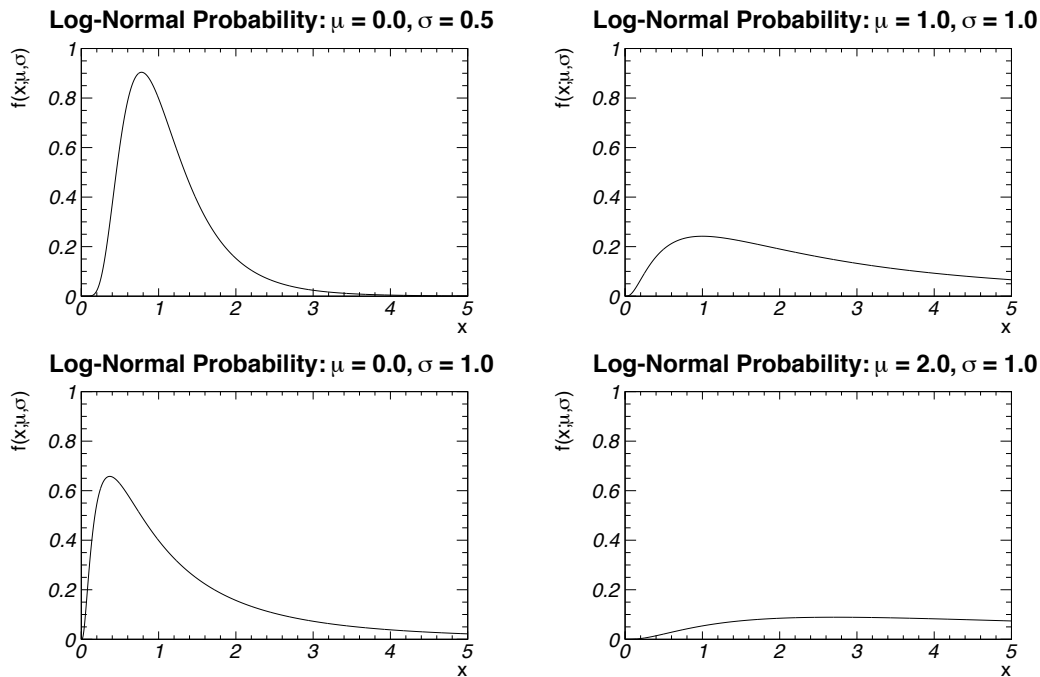 Log-Normal Probability: μ = 0.0, σ = 0.5
f(x;μ,σ)
1
0.8
0.6
0.4
0.2
0
0 1 2 3 4 5
x
Log-Normal Probability: μ = 1.0, σ = 1.0
f(x;μ,σ)
1
0.8
0.6
0.4
0.2
0
0 1 2 3 4 5
x
Log-Normal Probability: μ = 0.0, σ = 1.0
f(x;μ,σ)
1
0.8
0.6
0.4
0.2
0
0 1 2 3 4 5
x
Log-Normal Probability: μ = 2.0, σ = 1.0
f(x;μ,σ)
1
0.8
0.6
0.4
0.2
0
0 1 2 3 4 5
x